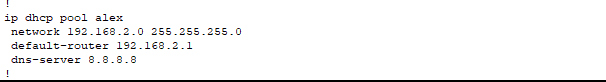 !
ip dhcp pool alex
 network 192.168.2.0 255.255.255.0
 default-router 192.168.2.1
 dns-server 8.8.8.8
!